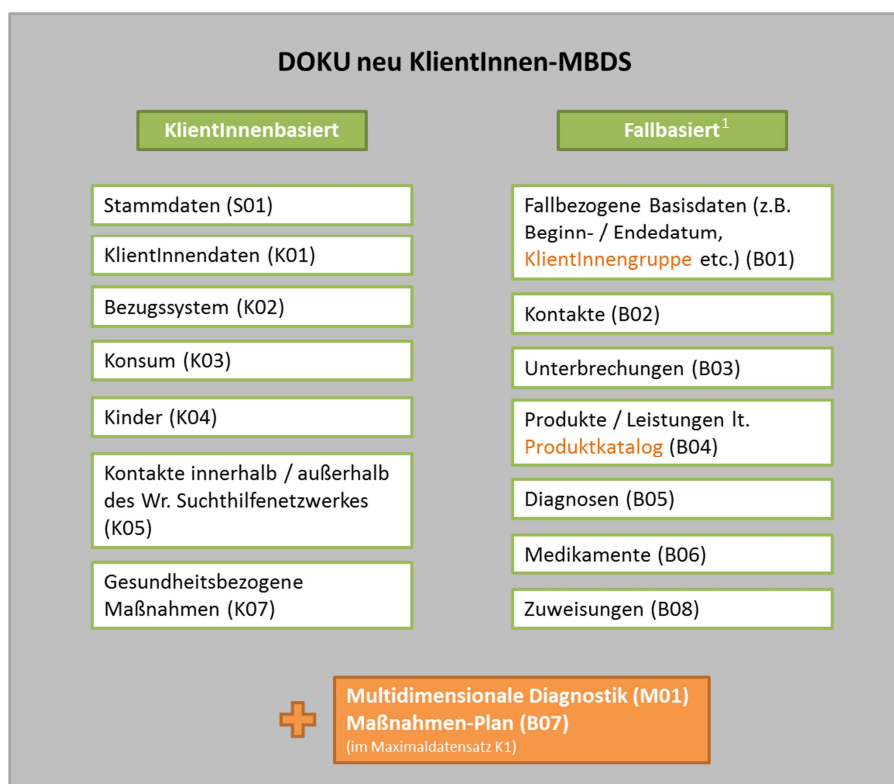 DOKU neu KlientInnen-MBDS
KlientInnenbasiert
Stammdaten (S01)
KlientInnendaten (K01)
Bezugssystem (K02)
Konsum (K03)
Kinder (K04)
Kontakte innerhalb / außerhalb
des Wr. Suchthilfenetzwerkes
(K05)
Gesundheitsbezogene
Maßnahmen (K07)
Fallbasiert¹
Fallbezogene Basisdaten (z.B.
Beginn- / Endedatum,
KlientInnengruppe etc.) (B01)
Kontakte (B02)
Unterbrechungen (B03)
Produkte / Leistungen lt.
Produktkatalog (B04)
Diagnosen (B05)
Medikamente (B06)
Zuweisungen (B08)
Multidimensionale Diagnostik (M01)
Maßnahmen-Plan (B07)
(im Maximaldatensatz K1)